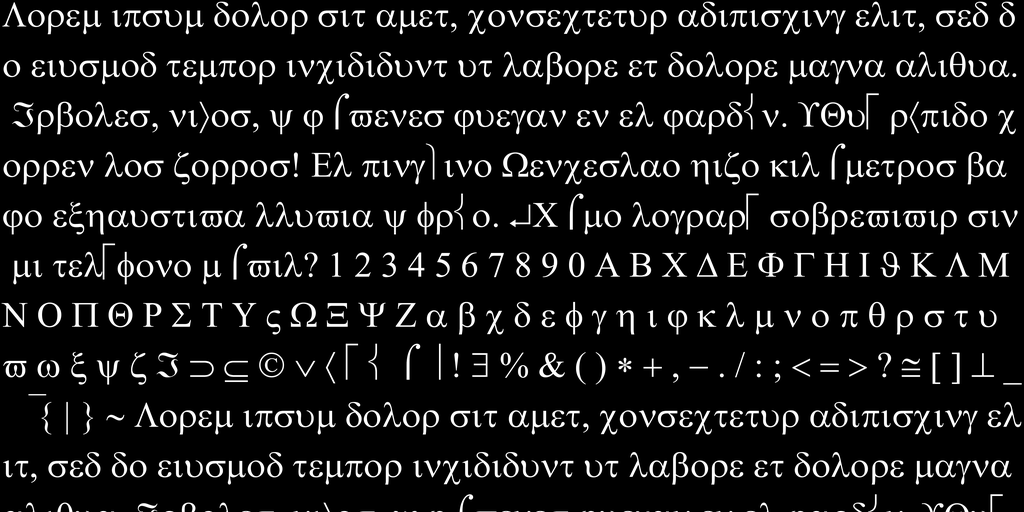 Λορεμ ιπσυμ δολορ σιτ αμετ, χονσεχτετυρ αδιπισχινγ ελιτ, σεδ δ
ο ειυσμοδ τεμπορ ινχιδιδυντ υτ λαβορε ετ δολορε μαγνα αλιθυα.
ℑρβολεσ, νι〉οσ, ψ φ⌠ϖενεσ φυεγαν εν ελ φαρδ⎨ν. ϒΘυ⎡ ρ〈πιδο χ
ορρεν λοσ ζορροσ! Ελ πινγ⎫ινο Ωενχεσλαο ηιζο κιλ⌠μετροσ βα
φο εξηαυστιϖα λλυϖια ψ φρ⎨ο. ↵Χ⌠μο λογραρ⎡ σοβρεϖιϖιρ σιν
μι τελ⎡φονο μ⌠ϖιλ? 1 2 3 4 5 6 7 8 9 0 Α Β Χ Δ Ε Φ Γ Η Ι ϑ Κ Λ Μ
Ν Ο Π Θ Ρ Σ Τ Υ ς Ω Ξ Ψ Ζ α β χ δ ε φ γ η ι ϕ κ λ μ ν ο π θ ρ σ τ υ
ϖ ω ξ ψ ζ ℑ ⊃ ⊆ © ∨ 〈 ⎡ ⎨ ⌠ ⎪ ! ∃ % & ( ) ∗ + , − . / : ; < = > ? ≅ [ ] ⊥ _
‾ { | } ∼ Λορεμ ιπσυμ δολορ σιτ αμετ, χονσεχτετυρ αδιπισχινγ ελ
ιτ, σεδ δο ειυσμοδ τεμπορ ινχιδιδυντ υτ λαβορε ετ δολορε μαγνα